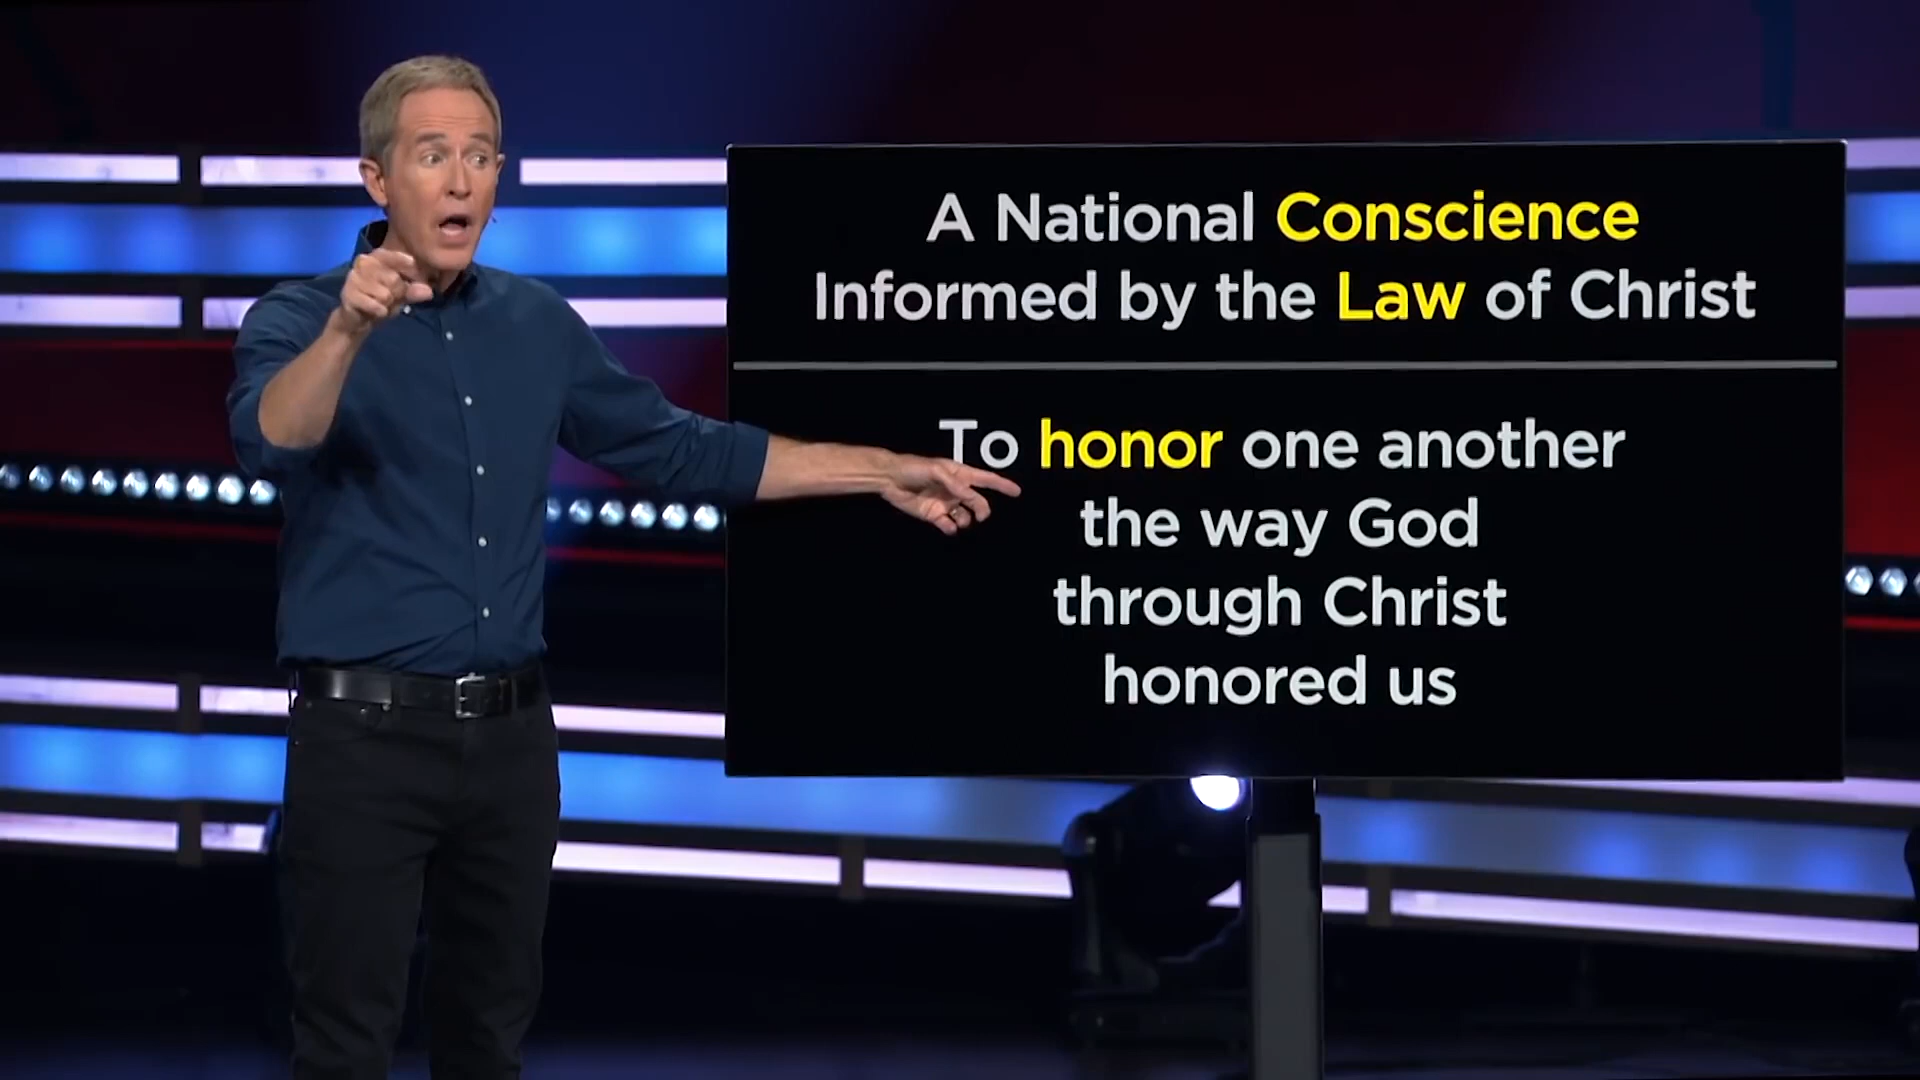 A National Conscience
Informed by the Law of Christ
To honor one another
the way God
through Christ
honored us